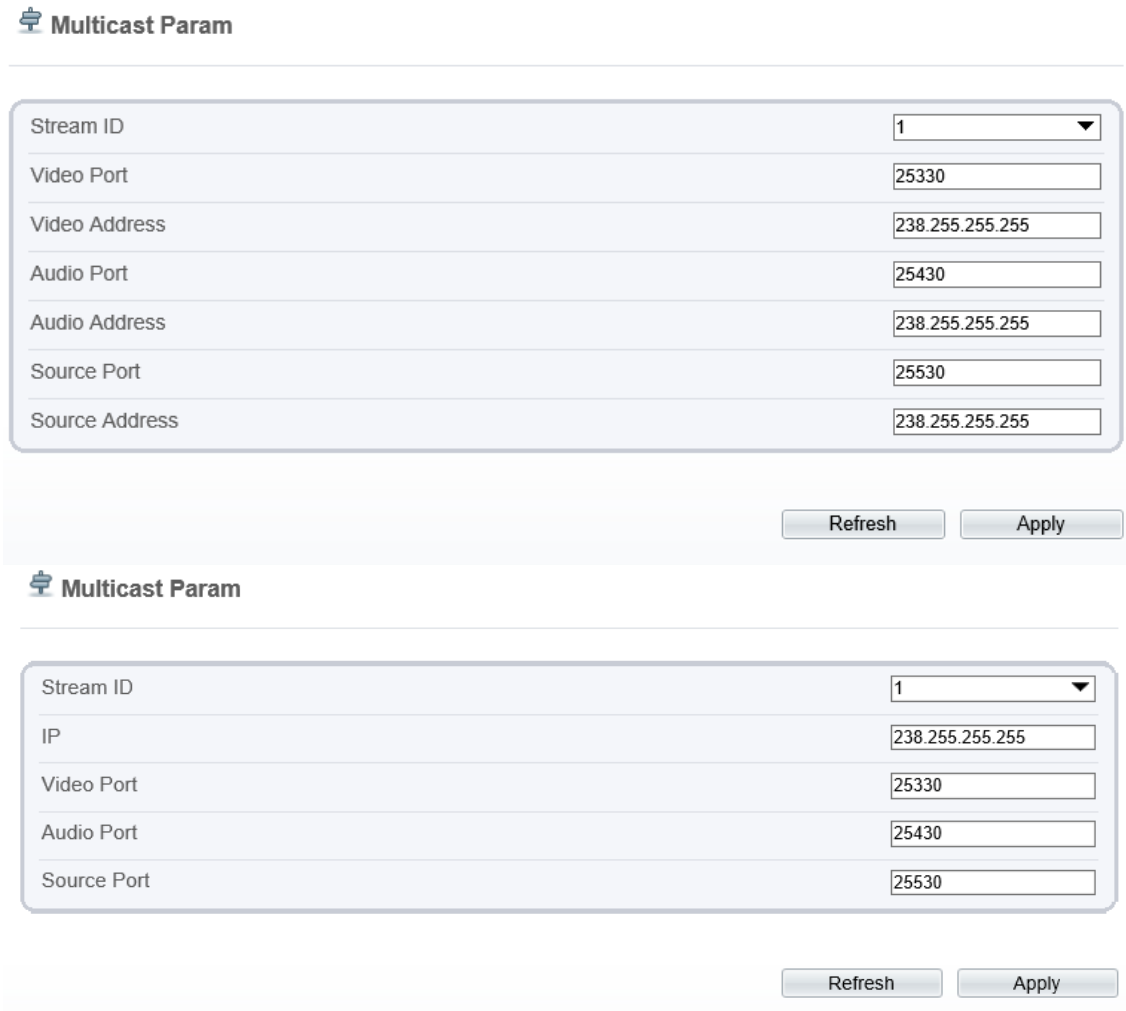 Multicast Param
Stream ID 1
Video Port 25330
Video Address 238.255.255.255
Audio Port 25430
Audio Address 238.255.255.255
Source Port 25530
Source Address 238.255.255.255
Refresh Apply
Multicast Param
Stream ID 1
IP 238.255.255.255
Video Port 25330
Audio Port 25430
Source Port 25530
Refresh Apply